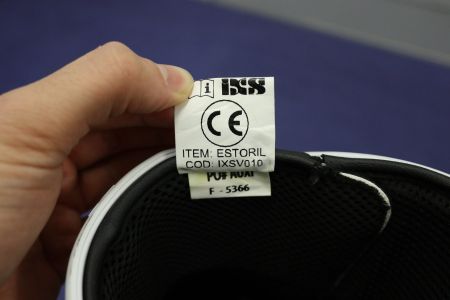 i iXS
CE
ITEM: ESTORIL
COD: IXSV010
F - 5366